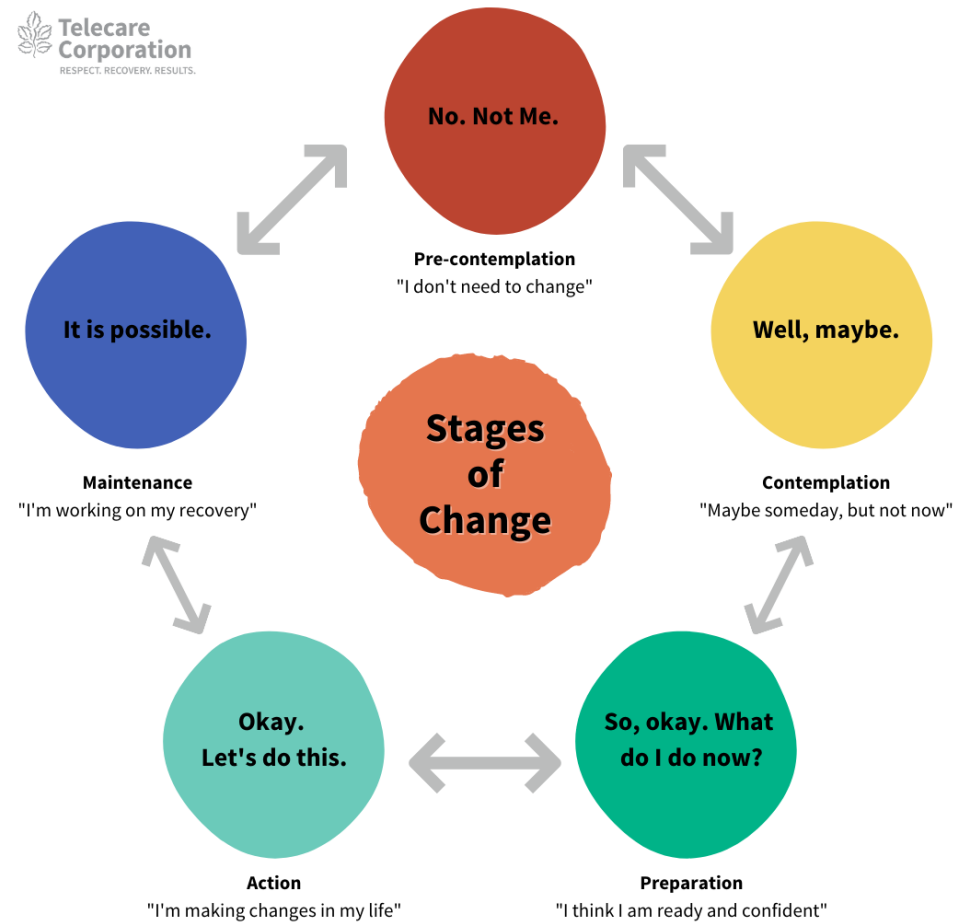 Telecare
Corporation
RESPECT. RECOVERY. RESULTS.
No. Not Me.
Pre-contemplation
"I don't need to change"
It is possible.
Well, maybe.
Stages
of
Change
Maintenance
"I'm working on my recovery"
Contemplation
"Maybe someday, but not now"
Okay.
Let's do this.
So, okay. What
do I do now?
Action
"I'm making changes in my life"
Preparation
"I think I am ready and confident"